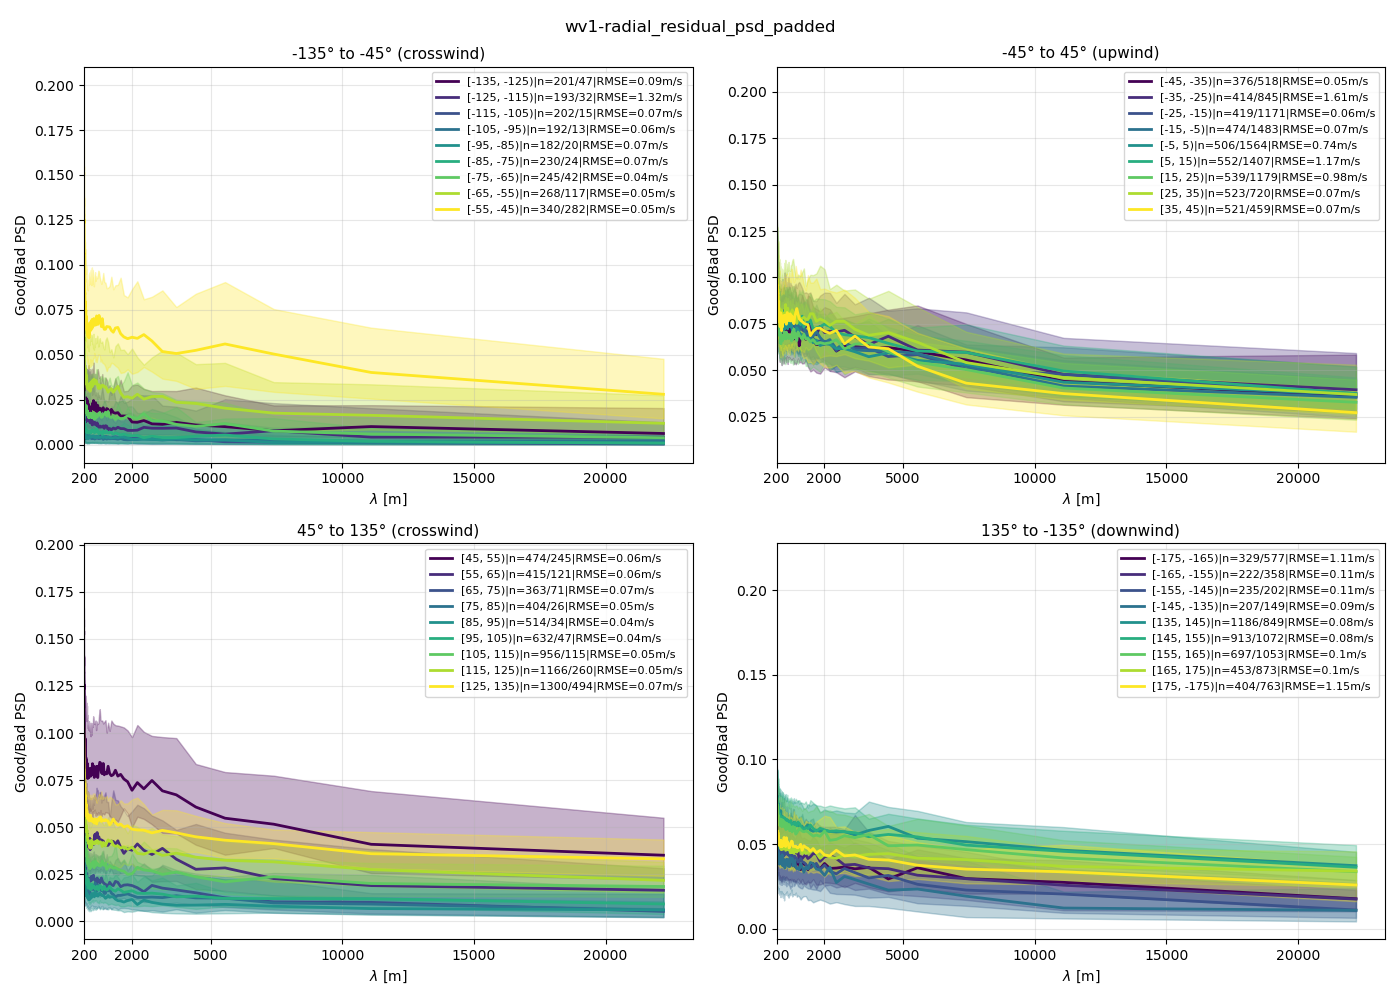 wv1-radial_residual_psd_padded
-135° to -45° (crosswind)
0.200
0.175
0.150
0.125
0.100
0.075
0.050
0.025
0.000
Good/Bad PSD
[-135, -125)|n=201/47|RMSE=0.09m/s
[-125, -115)|n=193/32|RMSE=1.32m/s
[-115, -105)|n=202/15|RMSE=0.07m/s
[-105, -95)|n=192/13|RMSE=0.06m/s
[-95, -85)|n=182/20|RMSE=0.07m/s
[-85, -75)|n=230/24|RMSE=0.07m/s
[-75, -65)|n=245/42|RMSE=0.04m/s
[-65, -55)|n=268/117|RMSE=0.05m/s
[-55, -45)|n=340/282|RMSE=0.05m/s
200 2000 5000 10000 15000 20000
λ [m]
-45° to 45° (upwind)
0.200
0.175
0.150
0.125
0.100
0.075
0.050
0.025
Good/Bad PSD
[-45, -35)|n=376/518|RMSE=0.05m/s
[-35, -25)|n=414/845|RMSE=1.61m/s
[-25, -15)|n=419/1171|RMSE=0.06m/s
[-15, -5)|n=474/1483|RMSE=0.07m/s
[-5, 5)|n=506/1564|RMSE=0.74m/s
[5, 15)|n=552/1407|RMSE=1.17m/s
[15, 25)|n=539/1179|RMSE=0.98m/s
[25, 35)|n=523/720|RMSE=0.07m/s
[35, 45)|n=521/459|RMSE=0.07m/s
200 2000 5000 10000 15000 20000
λ [m]
45° to 135° (crosswind)
0.200
0.175
0.150
0.125
0.100
0.075
0.050
0.025
0.000
Good/Bad PSD
[45, 55)|n=474/245|RMSE=0.06m/s
[55, 65)|n=415/121|RMSE=0.06m/s
[65, 75)|n=363/71|RMSE=0.07m/s
[75, 85)|n=404/26|RMSE=0.05m/s
[85, 95)|n=514/34|RMSE=0.04m/s
[95, 105)|n=632/47|RMSE=0.04m/s
[105, 115)|n=956/115|RMSE=0.05m/s
[115, 125)|n=1166/260|RMSE=0.05m/s
[125, 135)|n=1300/494|RMSE=0.07m/s
200 2000 5000 10000 15000 20000
λ [m]
135° to -135° (downwind)
0.20
0.15
0.10
0.05
0.00
Good/Bad PSD
[-175, -165)|n=329/577|RMSE=1.11m/s
[-165, -155)|n=222/358|RMSE=0.11m/s
[-155, -145)|n=235/202|RMSE=0.11m/s
[-145, -135)|n=207/149|RMSE=0.09m/s
[135, 145)|n=1186/849|RMSE=0.08m/s
[145, 155)|n=913/1072|RMSE=0.08m/s
[155, 165)|n=697/1053|RMSE=0.1m/s
[165, 175)|n=453/873|RMSE=0.1m/s
[175, -175)|n=404/763|RMSE=1.15m/s
200 2000 5000 10000 15000 20000
λ [m]